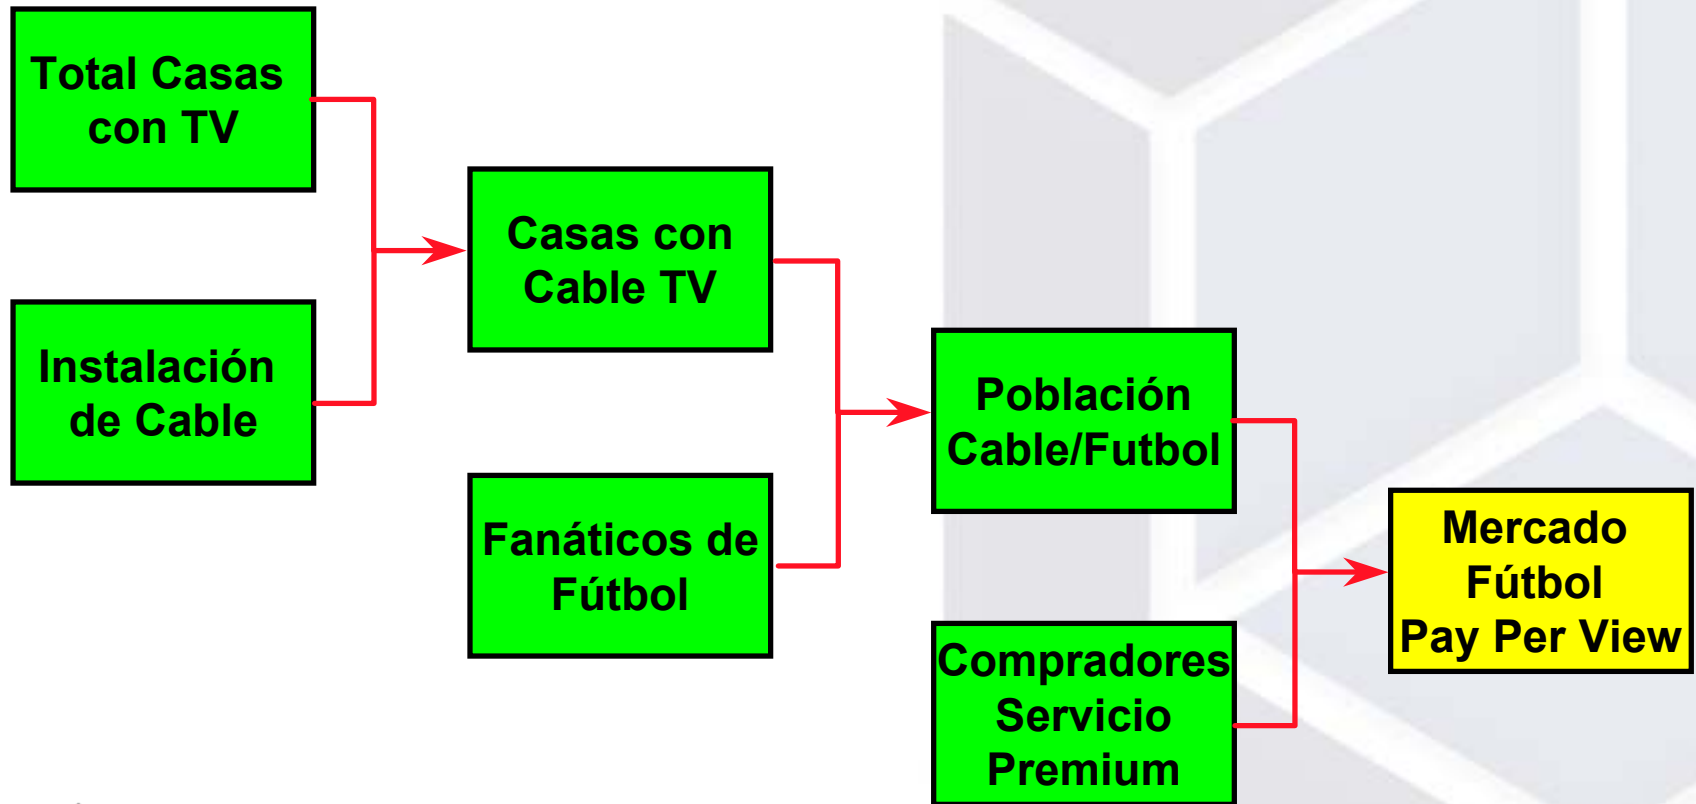 Total Casas
con TV
Instalación
de Cable
Casas con
Cable TV
Fanáticos de
Fútbol
Población
Cable/Futbol
Compradores
Servicio
Premium
Mercado
Fútbol
Pay Per View